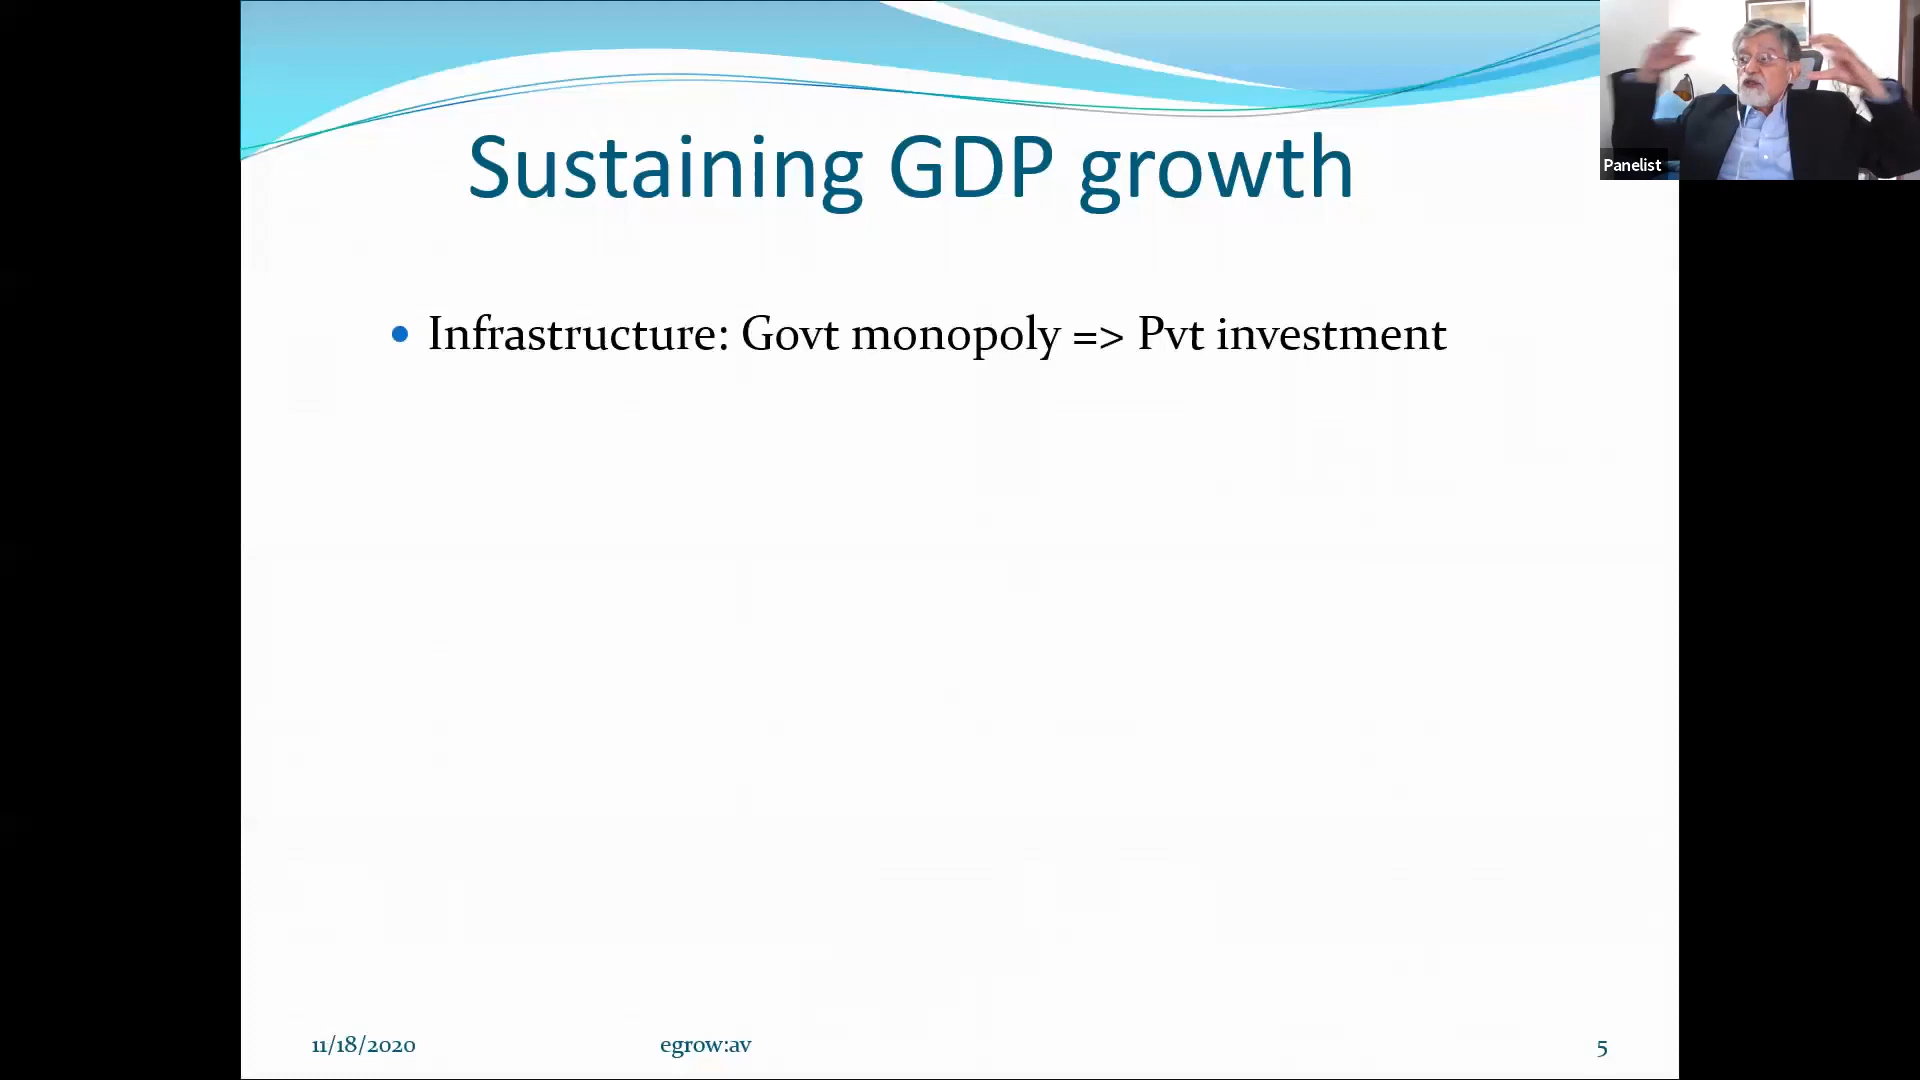 Panelist
Sustaining GDP growth
• Infrastructure: Govt monopoly => Pvt investment
11/18/2020 egrow:av 5